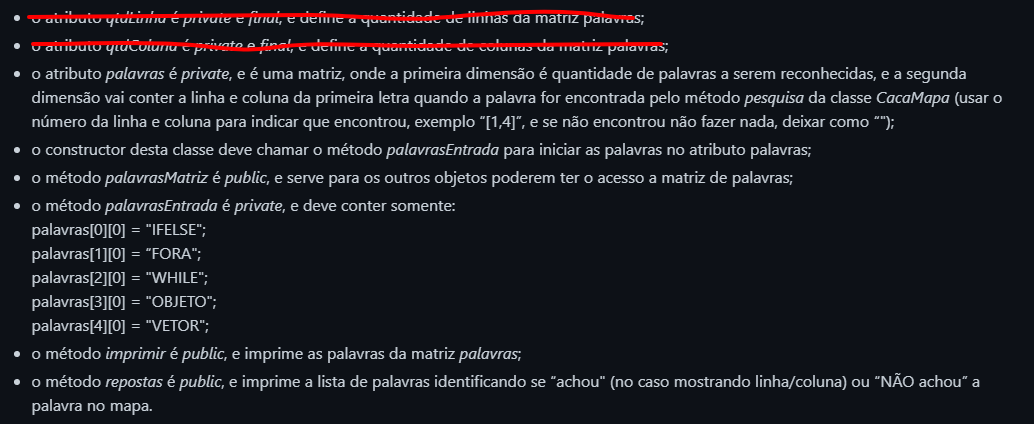 • o atributo qtdLinha é private e final, e define a quantidade de linhas da matriz palavras;
• o atributo qtdColuna é private e final, e define a quantidade de colunas da matriz palavras;
• o atributo palavras é private, e é uma matriz, onde a primeira dimensão é quantidade de palavras a serem reconhecidas, e a segunda
dimensão vai conter a linha e coluna da primeira letra quando a palavra for encontrada pelo método pesquisa da classe CacaMapa (usar o
número da linha e coluna para indicar que encontrou, exemplo “[1,4]”, e se não encontrou não fazer nada, deixar como “");
• o constructor desta classe deve chamar o método palavrasEntrada para iniciar as palavras no atributo palavras;
• o método palavrasMatriz é public, e serve para os outros objetos poderem ter o acesso a matriz de palavras;
• o método palavrasEntrada é private, e deve conter somente:
palavras[0][0] = "IFELSE";
palavras[1][0] = “FORA";
palavras[2][0] = "WHILE";
palavras[3][0] = "OBJETO";
palavras[4][0] = "VETOR";
• o método imprimir é public, e imprime as palavras da matriz palavras;
• o método repostas é public, e imprime a lista de palavras identificando se “achou" (no caso mostrando linha/coluna) ou “NÃO achou” a
palavra no mapa.